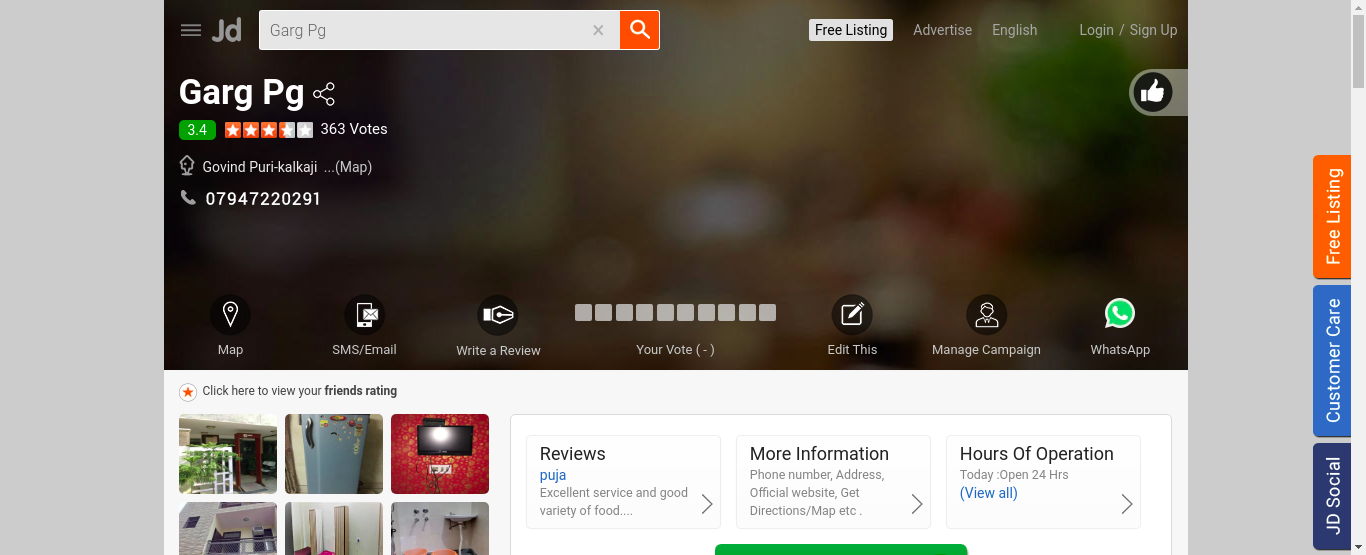 Jd
Garg Pg
Free Listing
Advertise
English
Login / Sign Up
Garg Pg
3.4
363 Votes
Govind Puri-kalkaji ...(Map)
07947220291
Map
SMS/Email
Write a Review
Your Vote ( - )
Edit This
Manage Campaign
WhatsApp
Click here to view your friends rating
Reviews
puja
Excellent service and good
variety of food....
More Information
Phone number, Address,
Official website, Get
Directions/Map etc .
Hours Of Operation
Today :Open 24 Hrs
(View all)
Free Listing
Customer Care
JD Social